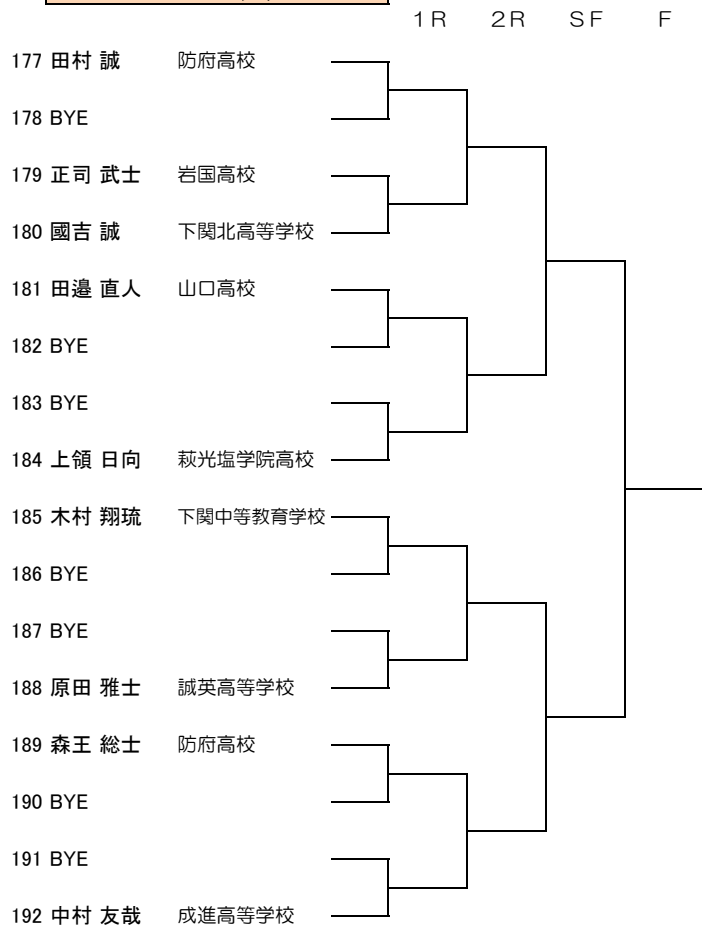 １Ｒ ２Ｒ ＳＦ Ｆ
177 田村 誠 防府高校
178 BYE
179 正司 武士 岩国高校
180 國吉 誠 下関北高等学校
181 田邉 直人 山口高校
182 BYE
183 BYE
184 上領 日向 萩光塩学院高校
185 木村 翔琉 下関中等教育学校
186 BYE
187 BYE
188 原田 雅士 誠英高等学校
189 森王 総士 防府高校
190 BYE
191 BYE
192 中村 友哉 成進高等学校